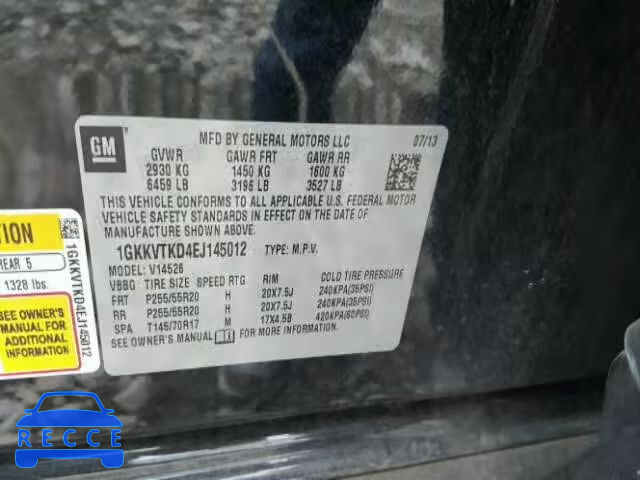 GM
MFD BY GENERAL MOTORS LLC 07/13
GVWR GAWR FRT GAWR RR
2930 KG 1450 KG 1600 KG
6459 LB 3196 LB 3527 LB
THIS VEHICLE CONFORMS TO ALL APPLICABLE U.S. FEDERAL MOTOR
VEHICLE SAFETY STANDARDS IN EFFECT ON THE DATE OF
MANUFACTURE SHOWN ABOVE.
1GKKVTKD4EJ145012 TYPE: M.P.V.
MODEL: V14526
VBBG TIRE SIZE SPEED RTG RIM COLD TIRE PRESSURE
FRT P255/55R20 H 20X7.5J 240KPA(35PSI)
RR P255/55R20 H 20X7.5J 240KPA(35PSI)
SPA T145/70R17 M 17X4.5B 420KPA(60PSI)
SEE OWNER'S MANUAL FOR MORE INFORMATION.
TION
REAR 5
1328 lbs.
SEE OWNER'S
MANUAL FOR
ADDITIONAL
INFORMATION
1GKKVTKD4EJ145012
RECCE